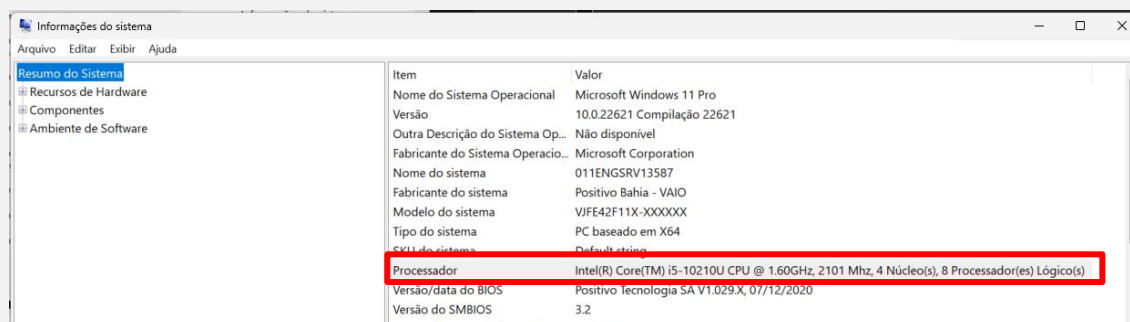 Informações do sistema
Arquivo Editar Exibir Ajuda
Resumo do Sistema
Recursos de Hardware
Componentes
Ambiente de Software
Item Valor
Nome do Sistema Operacional Microsoft Windows 11 Pro
Versão 10.0.22621 Compilação 22621
Outra Descrição do Sistema Op... Não disponível
Fabricante do Sistema Operacio... Microsoft Corporation
Nome do sistema 011ENGSRV13587
Fabricante do sistema Positivo Bahia - VAIO
Modelo do sistema VJFE42F11X-XXXXXX
Tipo do sistema PC baseado em X64
SKU do sistema Default string
Processador Intel(R) Core(TM) i5-10210U CPU @ 1.60GHz, 2101 Mhz, 4 Núcleo(s), 8 Processador(es) Lógico(s)
Versão/data do BIOS Positivo Tecnologia SA V1.029.X, 07/12/2020
Versão do SMBIOS 3.2